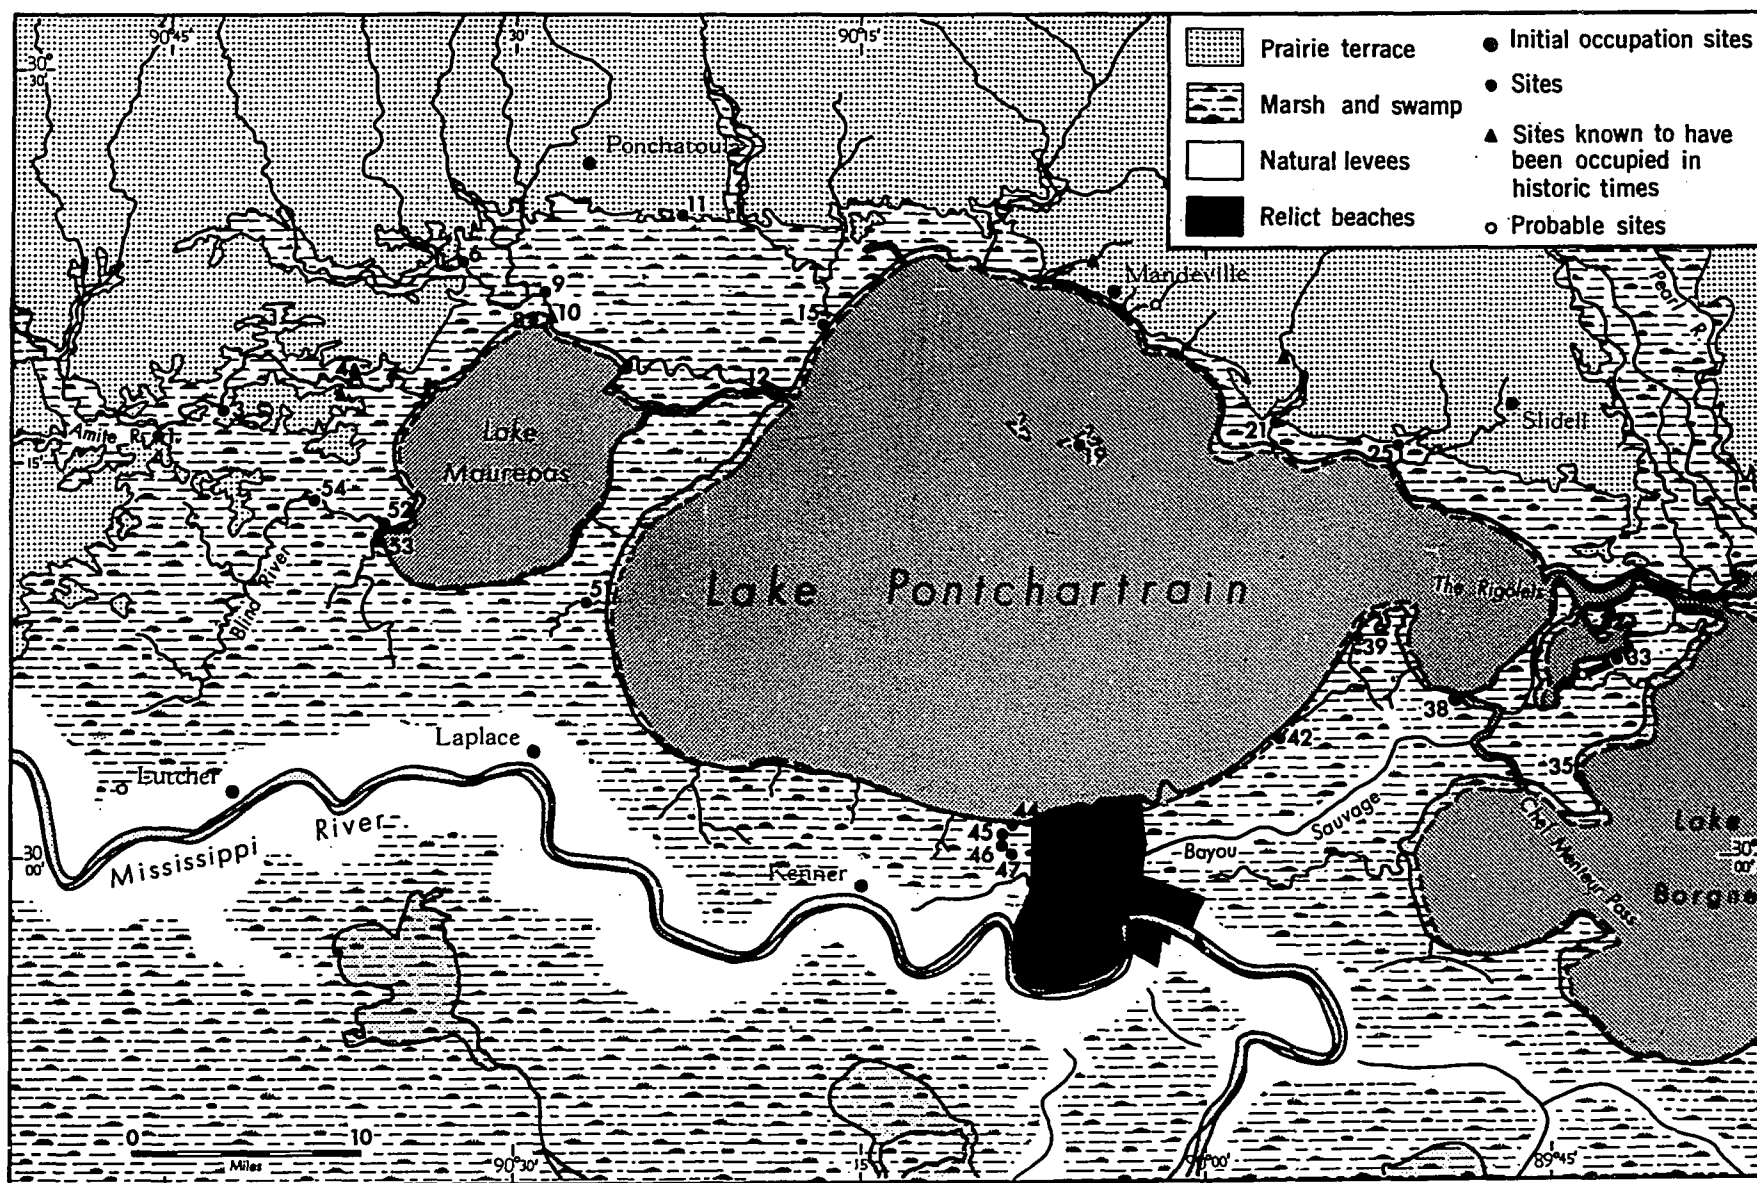 90°45'
30'
90°15'
30°
30'
Prairie terrace
Marsh and swamp
Natural levees
Relict beaches
Initial occupation sites
Sites
Sites known to have
been occupied in
historic times
Probable sites
Ponchatoula
11
6
9
10
Mandeville
Pearl R.
15
12
Lake
Maurepas
Amite R.
15'
19
21
25
Slidell
54
52
53
Blind River
51
Lake Pontchartrain
The Rigolets
39
33
38
42
35
Laplace
Lutcher
Mississippi River
Kenner
44
45
46
47
Bayou Sauvage
Chef Menteur Pass
Lake
Borgne
30°
00'
30°
00'
0 10
Miles
90°30'
15'
90°00'
89°45'